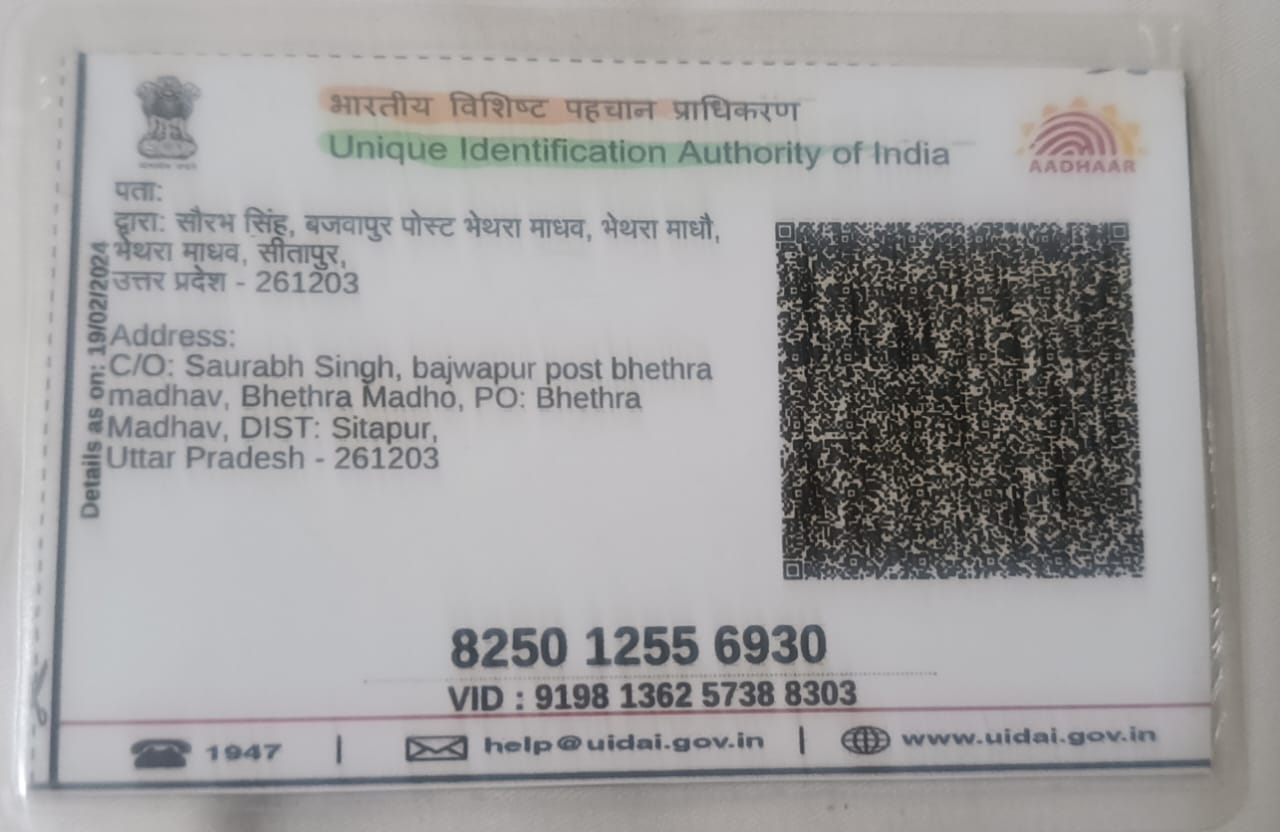 भारतीय विशिष्ट पहचान प्राधिकरण
Unique Identification Authority of India
AADHAAR
पता:
द्वारा: सौरभ सिंह, बजवापुर पोस्ट भेथरा माधव, भेथरा माधौ,
भेथरा माधव, सीतापुर,
उत्तर प्रदेश - 261203
Details as on: 19/02/2024
Address:
C/O: Saurabh Singh, bajwapur post bhethra
madhav, Bhethra Madho, PO: Bhethra
Madhav, DIST: Sitapur,
Uttar Pradesh - 261203
8250 1255 6930
VID : 9198 1362 5738 8303
1947 | help@uidai.gov.in | www.uidai.gov.in